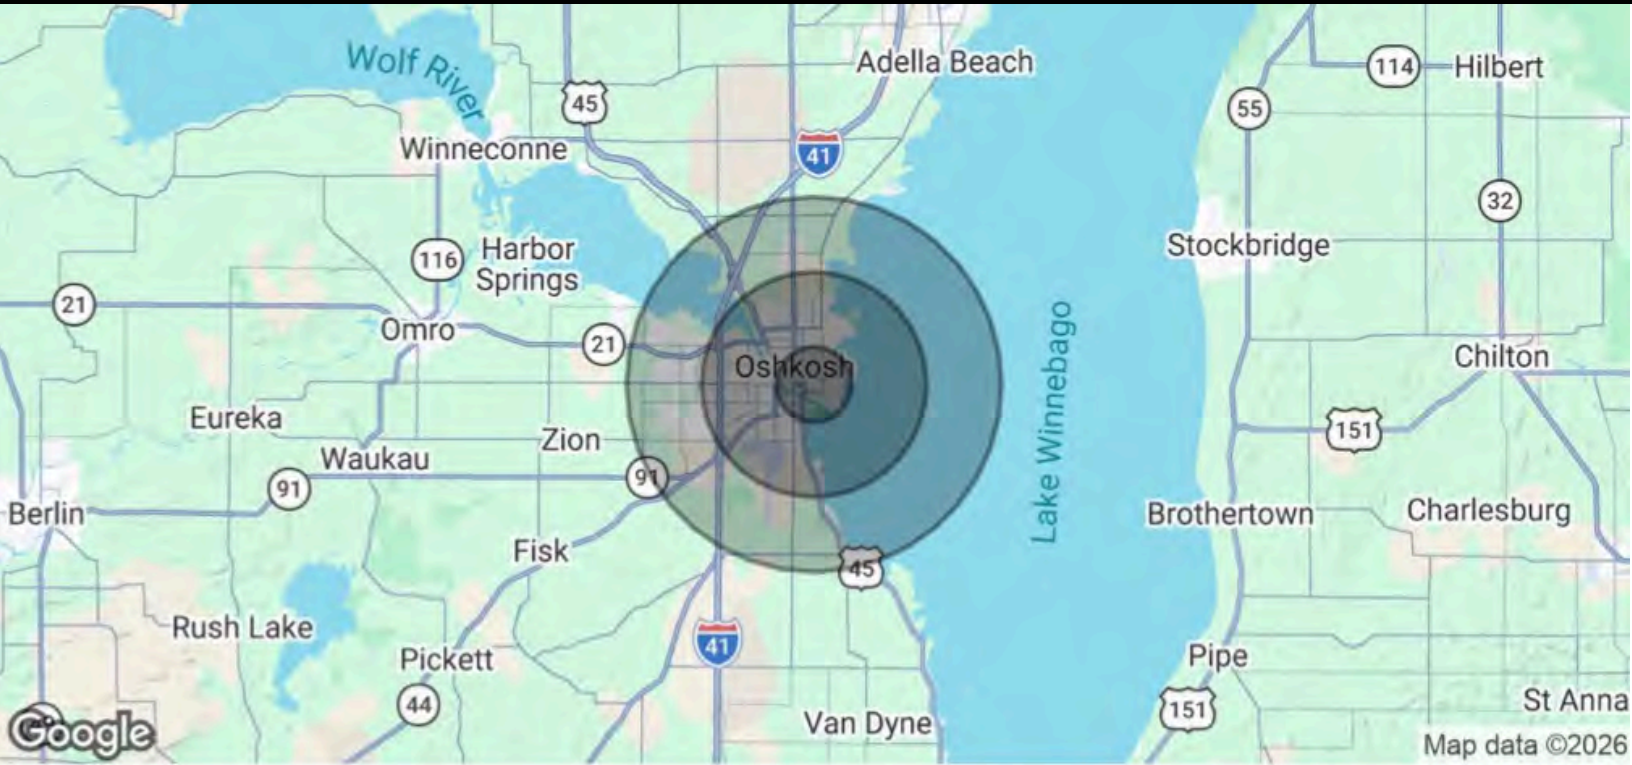 Wolf River
Adella Beach
114
Hilbert
45
55
Winneconne
41
32
116
Harbor
Springs
Stockbridge
21
Omro
21
Oshkosh
Lake Winnebago
Chilton
Eureka
Zion
151
Waukau
91
91
Berlin
Brothertown
Charlesburg
Fisk
45
Rush Lake
41
Pickett
Pipe
44
Van Dyne
151
St Anna
Google
Map data ©2026